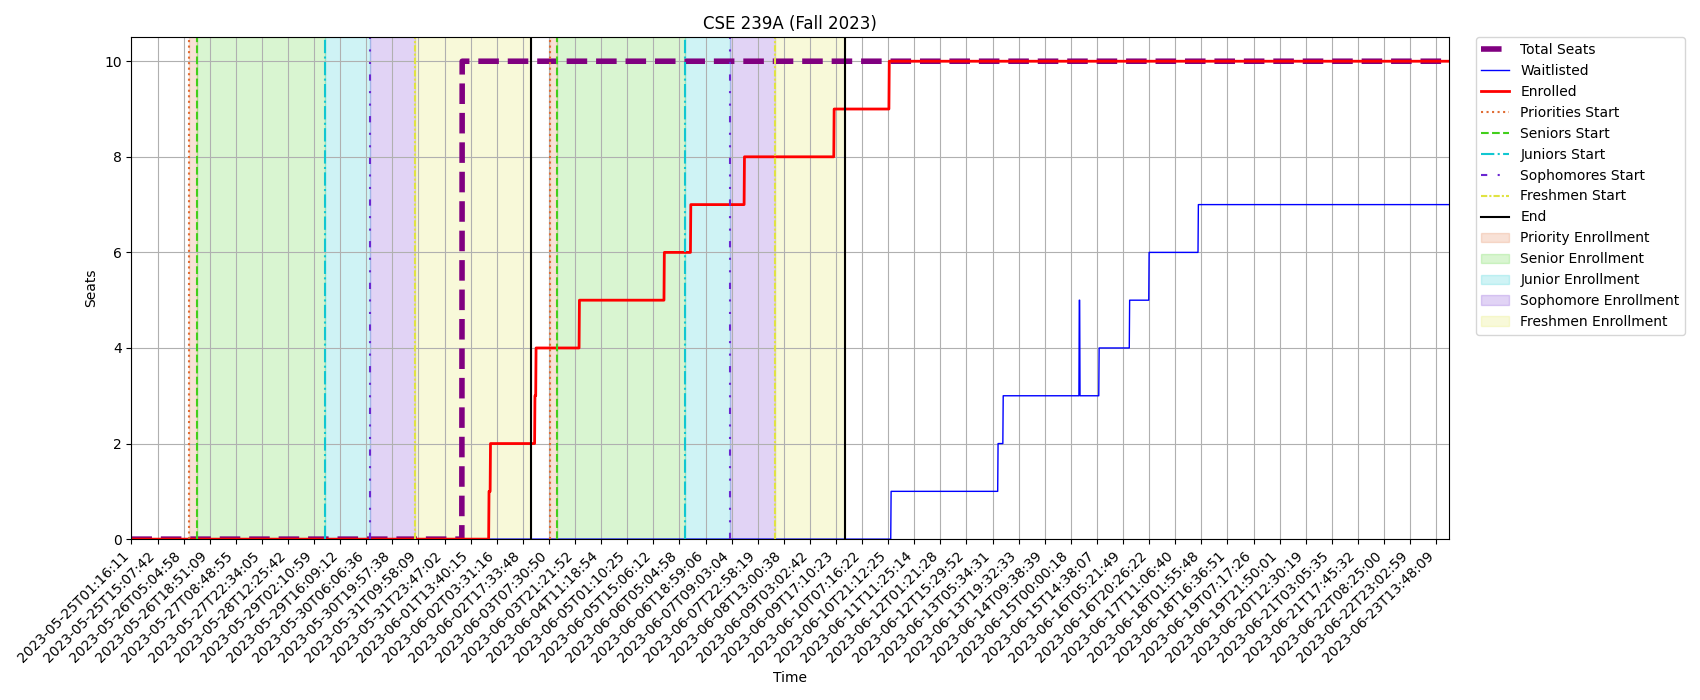 CSE 239A (Fall 2023)
Total Seats
Waitlisted
Enrolled
Priorities Start
Seniors Start
Juniors Start
Sophomores Start
Freshmen Start
End
Priority Enrollment
Senior Enrollment
Junior Enrollment
Sophomore Enrollment
Freshmen Enrollment
Seats
10
8
6
4
2
0
2023-05-25T01:16:11
2023-05-25T15:07:42
2023-05-26T05:04:58
2023-05-26T18:51:09
2023-05-27T08:48:55
2023-05-27T22:34:05
2023-05-28T12:25:42
2023-05-29T02:10:59
2023-05-29T16:09:12
2023-05-30T06:06:36
2023-05-30T19:57:38
2023-05-31T09:58:09
2023-05-31T23:47:02
2023-06-01T13:40:15
2023-06-02T03:31:16
2023-06-02T17:33:48
2023-06-03T07:30:50
2023-06-03T21:21:52
2023-06-04T11:18:54
2023-06-05T01:10:25
2023-06-05T15:06:12
2023-06-06T05:04:58
2023-06-06T18:59:06
2023-06-07T09:03:04
2023-06-07T22:58:19
2023-06-08T13:00:38
2023-06-09T03:02:42
2023-06-09T17:10:23
2023-06-10T07:16:22
2023-06-10T21:12:25
2023-06-11T11:25:14
2023-06-12T01:21:28
2023-06-12T15:29:52
2023-06-13T05:34:31
2023-06-13T19:32:33
2023-06-14T09:38:39
2023-06-15T00:00:18
2023-06-15T14:38:07
2023-06-16T05:21:49
2023-06-16T20:26:22
2023-06-17T11:06:40
2023-06-18T01:55:48
2023-06-18T16:36:51
2023-06-19T07:17:26
2023-06-19T21:50:01
2023-06-20T12:30:19
2023-06-21T03:05:35
2023-06-21T17:45:32
2023-06-22T08:25:00
2023-06-22T23:02:59
2023-06-23T13:48:09
Time